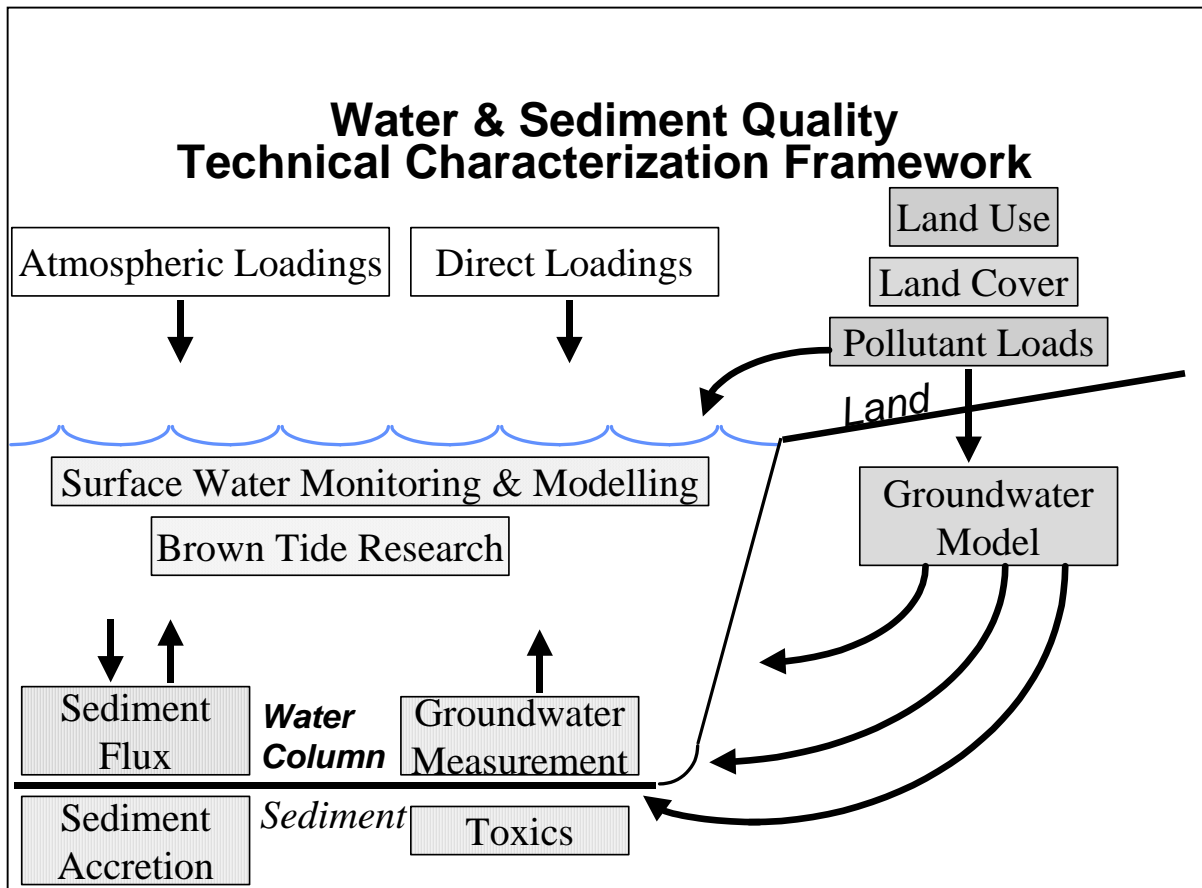 Water & Sediment Quality
Technical Characterization Framework
Land Use
Atmospheric Loadings
Direct Loadings
Land Cover
Pollutant Loads
Land
Surface Water Monitoring & Modelling
Groundwater
Model
Brown Tide Research
Sediment
Flux
Water
Column
Groundwater
Measurement
Sediment
Accretion
Sediment
Toxics